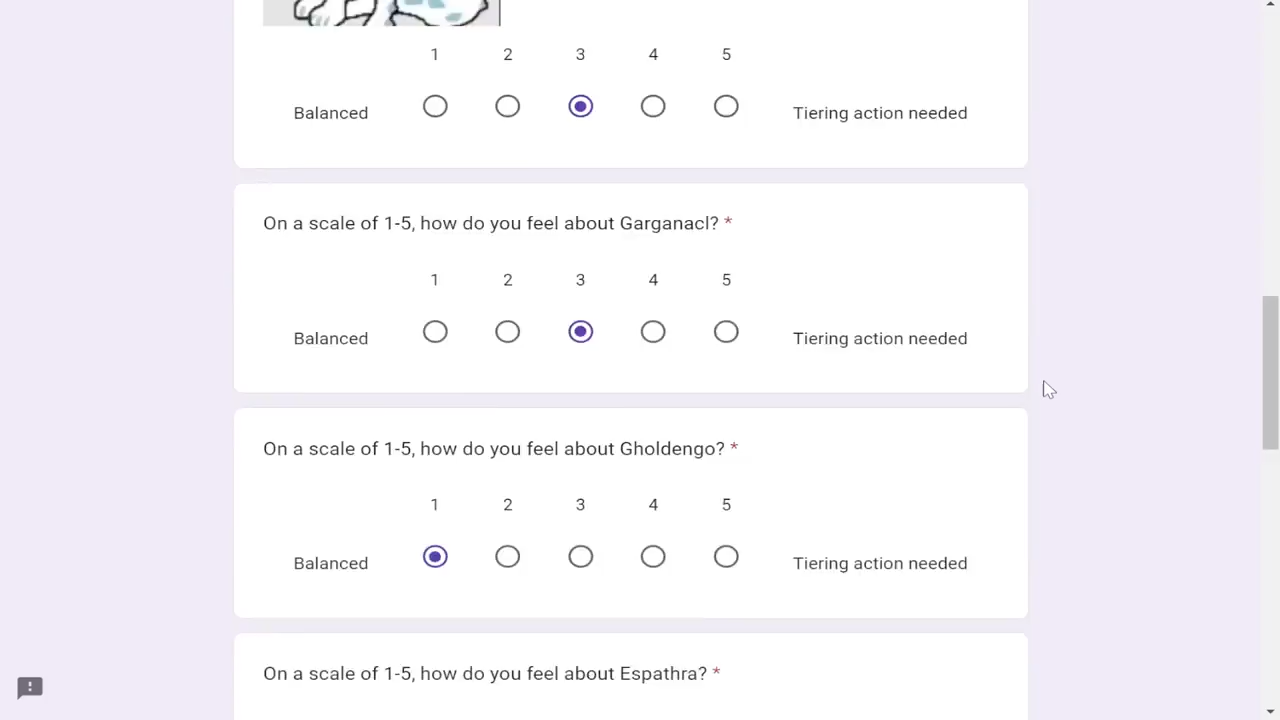 1 2 3 4 5
Balanced Tiering action needed
On a scale of 1-5, how do you feel about Garganacl? *
1 2 3 4 5
Balanced Tiering action needed
On a scale of 1-5, how do you feel about Gholdengo? *
1 2 3 4 5
Balanced Tiering action needed
On a scale of 1-5, how do you feel about Espathra? *